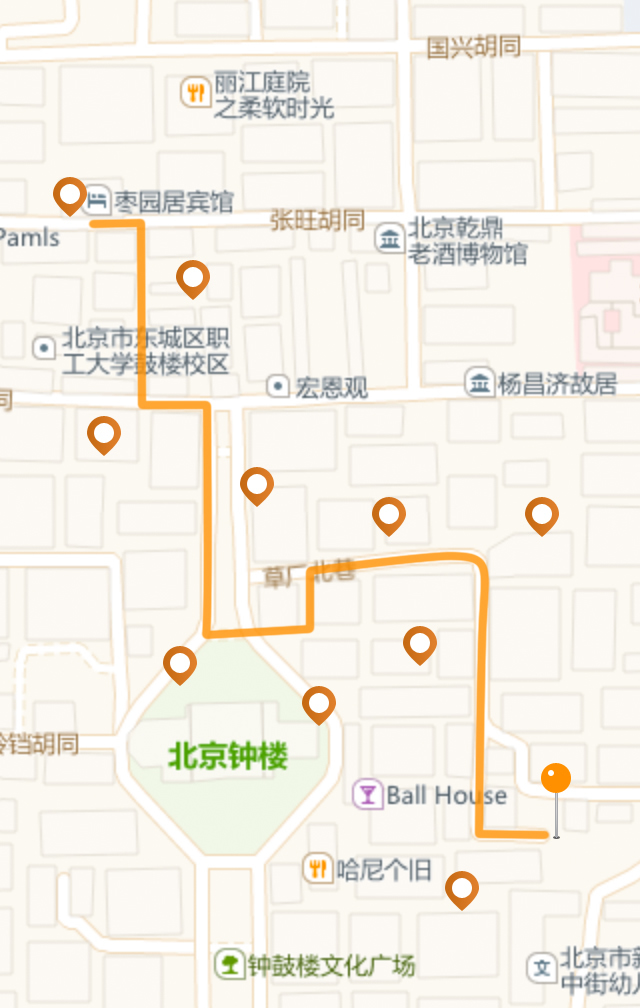 国兴胡同
丽江庭院
之柔软时光
枣园居宾馆
张旺胡同
Pamls
北京乾鼎
老酒博物馆
北京市东城区职
工大学鼓楼校区
宏恩观
杨昌济故居
同
草厂北巷
铃铛胡同
北京钟楼
Ball House
哈尼个旧
钟鼓楼文化广场
北京市新
中街幼儿